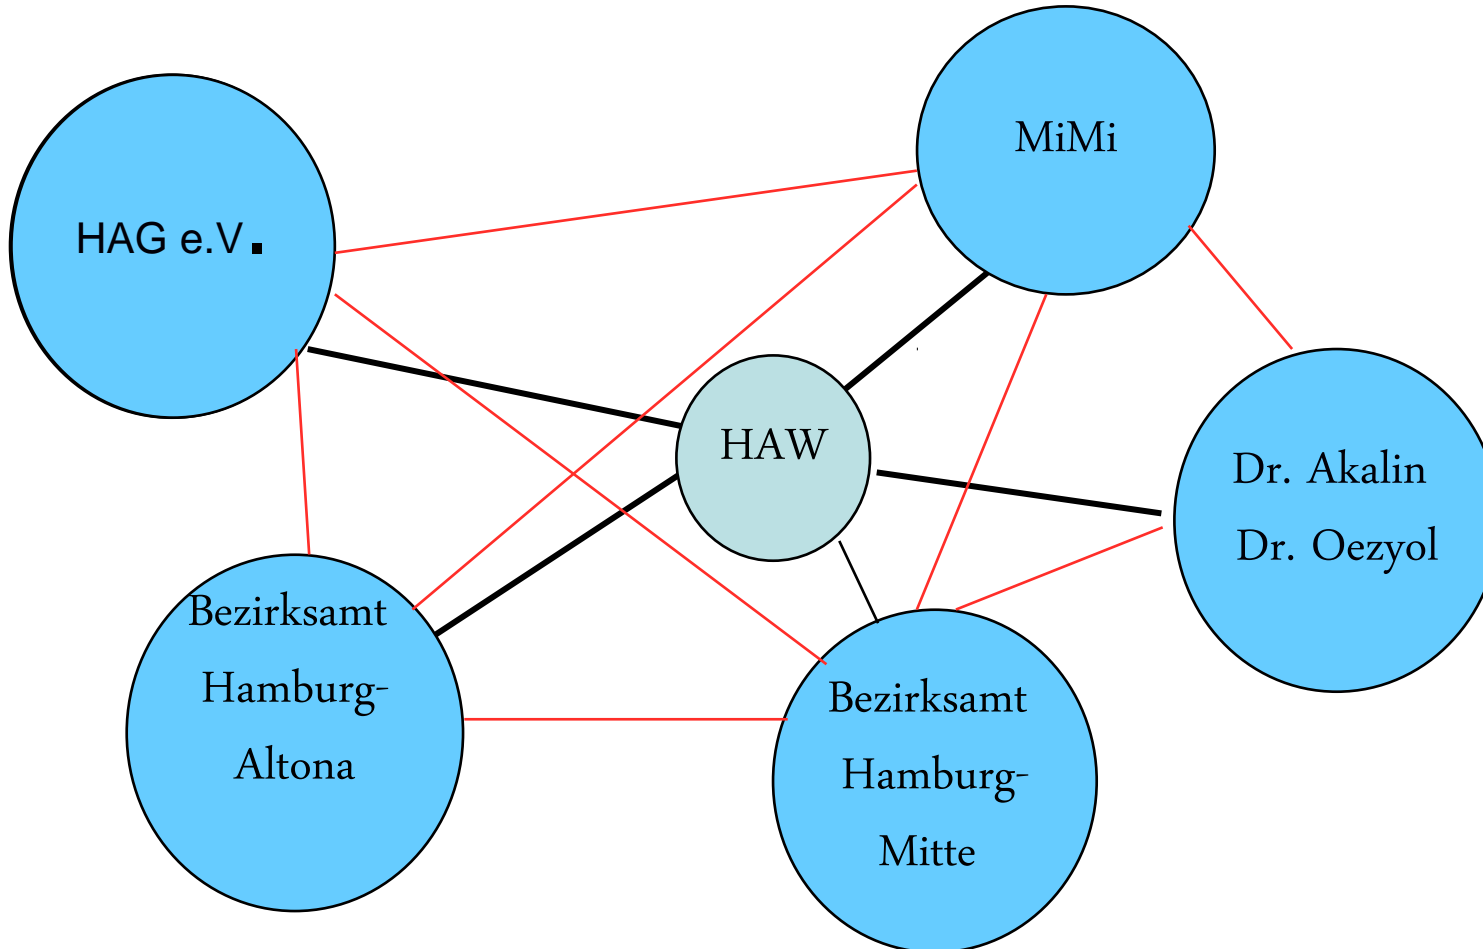 MiMi
HAG e.V.
HAW
Dr. Akalin
Dr. Oezyol
Bezirksamt
Hamburg-
Altona
Bezirksamt
Hamburg-
Mitte